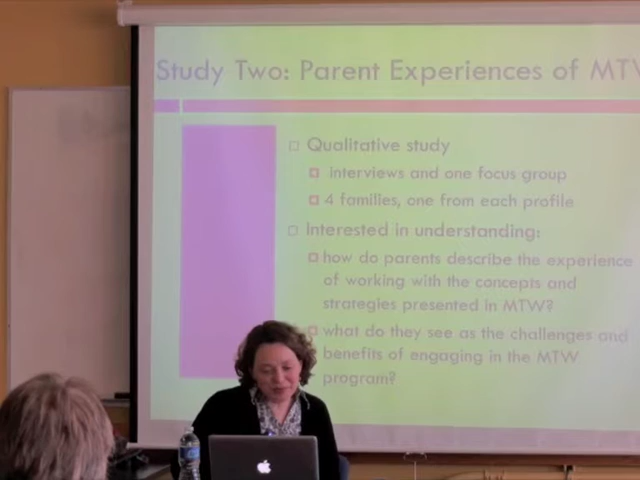 Study Two: Parent Experiences of MTW
Qualitative study
interviews and one focus group
4 families, one from each profile
Interested in understanding:
how do parents describe the experience
of working with the concepts and
strategies presented in MTW?
what do they see as the challenges and
benefits of engaging in the MTW
program?